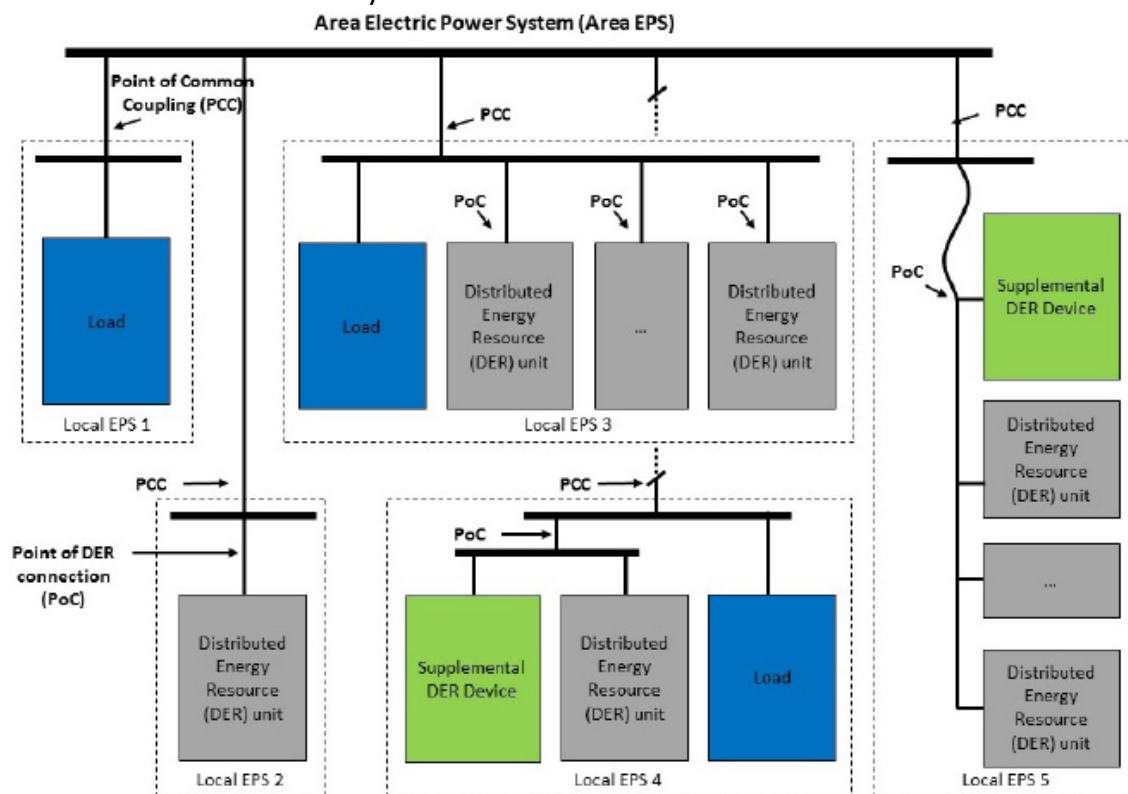 Area Electric Power System (Area EPS)
Point of Common
Coupling (PCC)
PCC
PCC
Load
Local EPS 1
PoC
PoC
PoC
Load
Distributed
Energy
Resource
(DER) unit
...
Distributed
Energy
Resource
(DER) unit
Local EPS 3
PoC
Supplemental
DER Device
Distributed
Energy
Resource
(DER) unit
...
Distributed
Energy
Resource
(DER) unit
Local EPS 5
PCC
Point of DER
connection
(PoC)
Distributed
Energy
Resource
(DER) unit
Local EPS 2
PCC
PoC
Supplemental
DER Device
Distributed
Energy
Resource
(DER) unit
Load
Local EPS 4